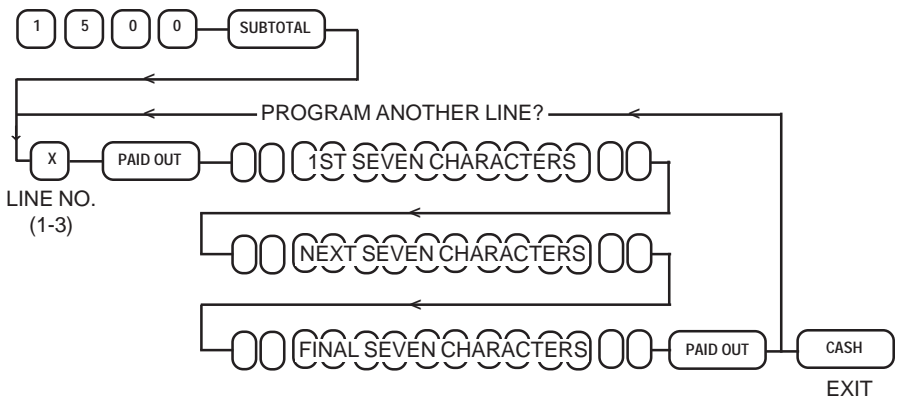 1 5 0 0 SUBTOTAL
PROGRAM ANOTHER LINE?
X PAID OUT 1ST SEVEN CHARACTERS
LINE NO.
(1-3)
NEXT SEVEN CHARACTERS
FINAL SEVEN CHARACTERS PAID OUT CASH
EXIT